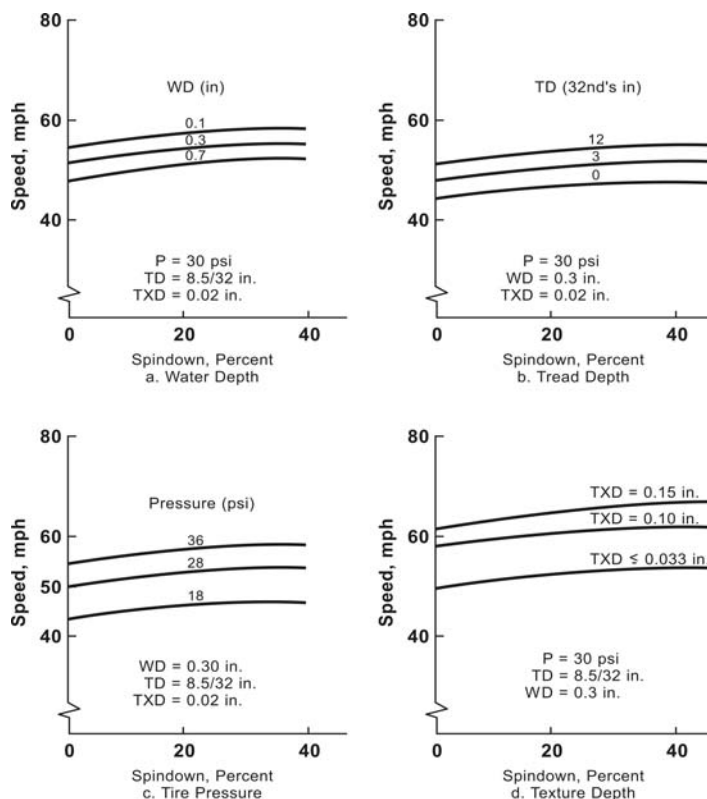 80
60
40
0
20
40
Speed, mph
WD (in)
0.1
0.3
0.7
P = 30 psi
TD = 8.5/32 in.
TXD = 0.02 in.
Spindown, Percent
a. Water Depth
80
60
40
0
20
40
Speed, mph
TD (32nd's in)
12
3
0
P = 30 psi
WD = 0.3 in.
TXD = 0.02 in.
Spindown, Percent
b. Tread Depth
80
60
50
40
0
20
40
Speed, mph
Pressure (psi)
36
28
18
WD = 0.30 in.
TD = 8.5/32 in.
TXD = 0.02 in.
Spindown, Percent
c. Tire Pressure
80
60
40
0
20
40
Speed, mph
TXD = 0.15 in.
TXD = 0.10 in.
TXD ≤ 0.033 in.
P = 30 psi
TD = 8.5/32 in.
WD = 0.3 in.
Spindown, Percent
d. Texture Depth